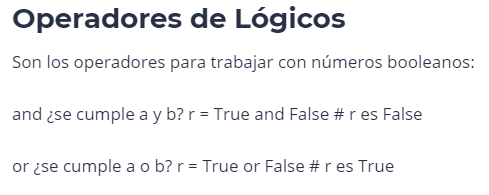 Operadores de Lógicos
Son los operadores para trabajar con números booleanos:
and ¿se cumple a y b? r = True and False # r es False
or ¿se cumple a o b? r = True or False # r es True